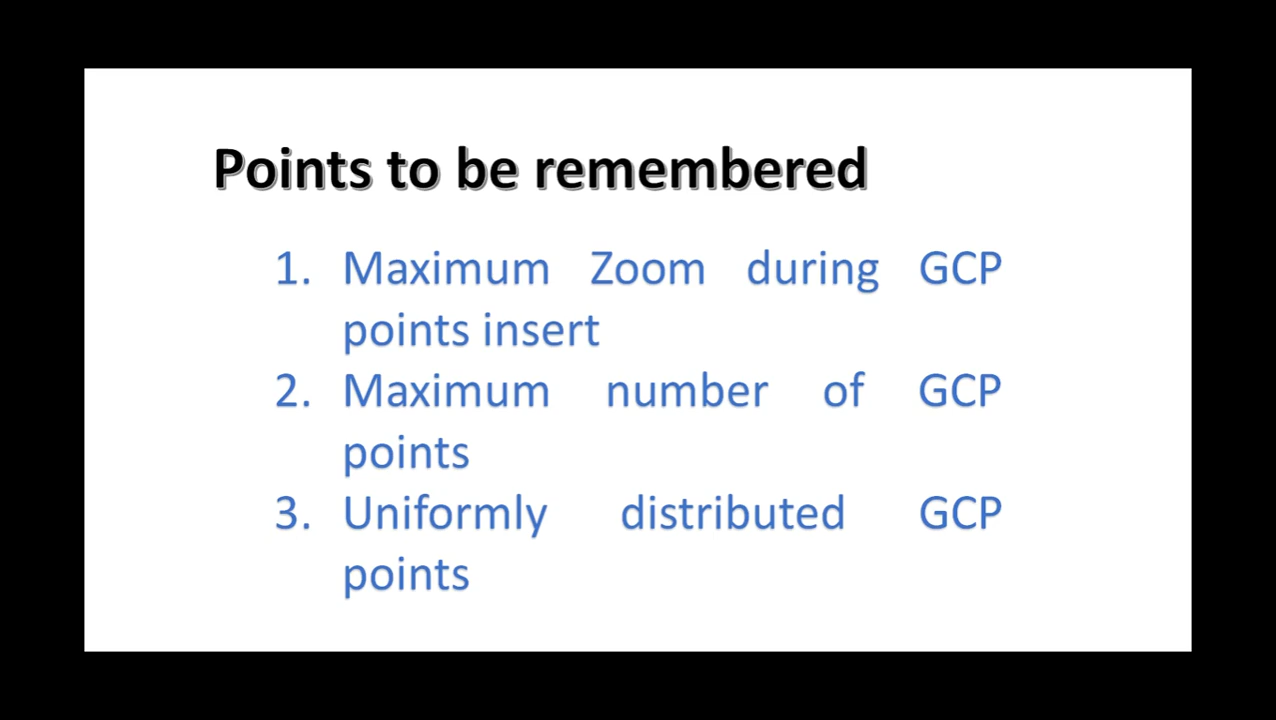 Points to be remembered
1. Maximum Zoom during GCP
points insert
2. Maximum number of GCP
points
3. Uniformly distributed GCP
points